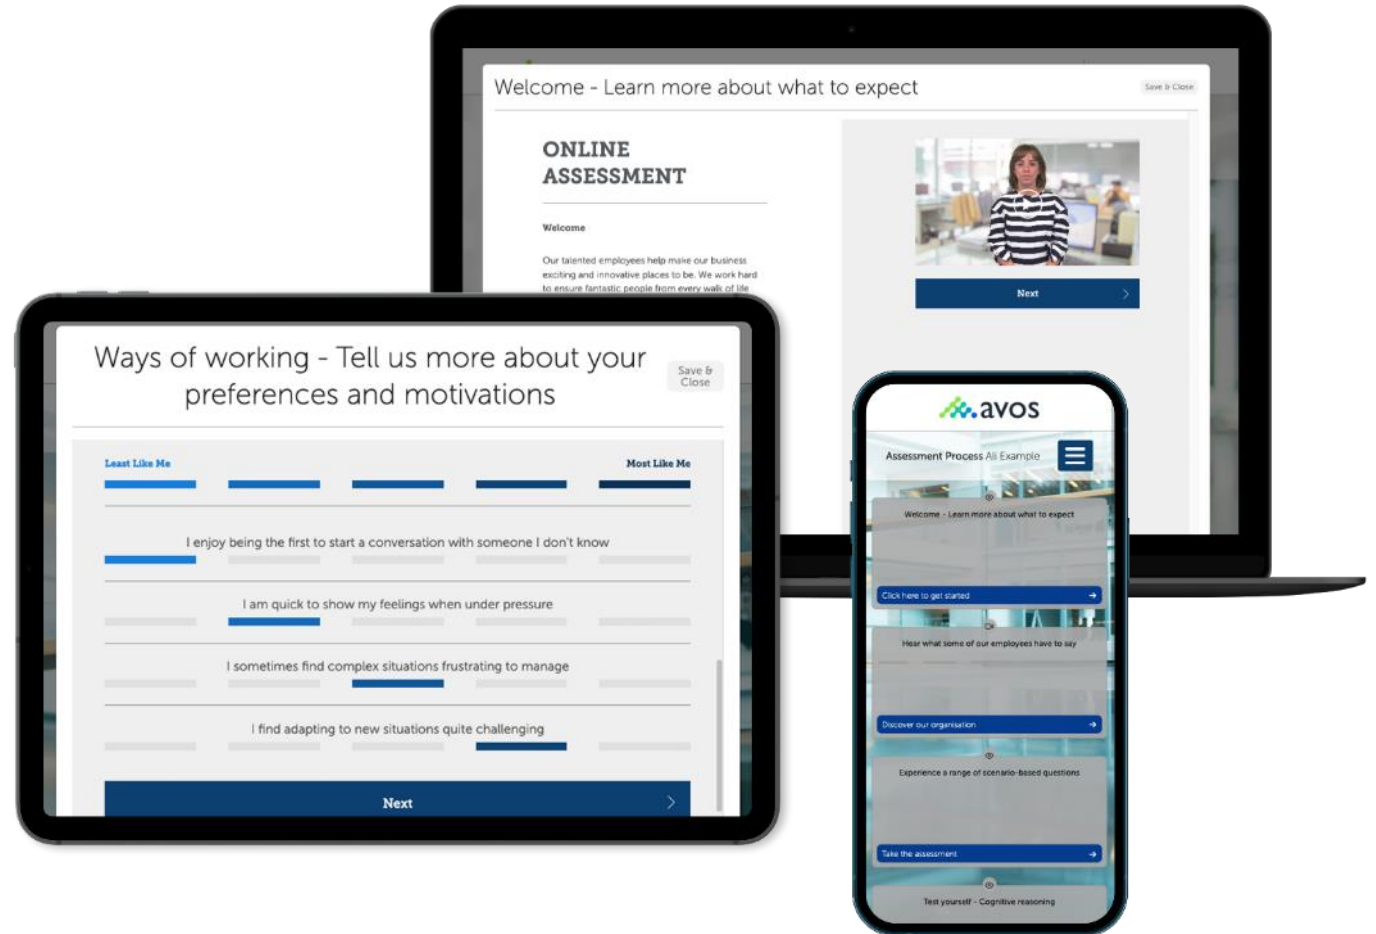 Welcome - Learn more about what to expect
Save & Close
ONLINE
ASSESSMENT
Welcome
Our talented employees help make our business
exciting and innovative places to be. We work hard
to ensure fantastic people from every walk of life
Next
Ways of working - Tell us more about your
preferences and motivations
Save &
Close
Least Like Me
Most Like Me
I enjoy being the first to start a conversation with someone I don't know
I am quick to show my feelings when under pressure
I sometimes find complex situations frustrating to manage
I find adapting to new situations quite challenging
Next
avos
Assessment Process Ali Example
Welcome - Learn more about what to expect
Click here to get started
Hear what some of our employees have to say
Discover our organisation
Experience a range of scenario-based questions
Take the assessment
Test yourself - Cognitive reasoning